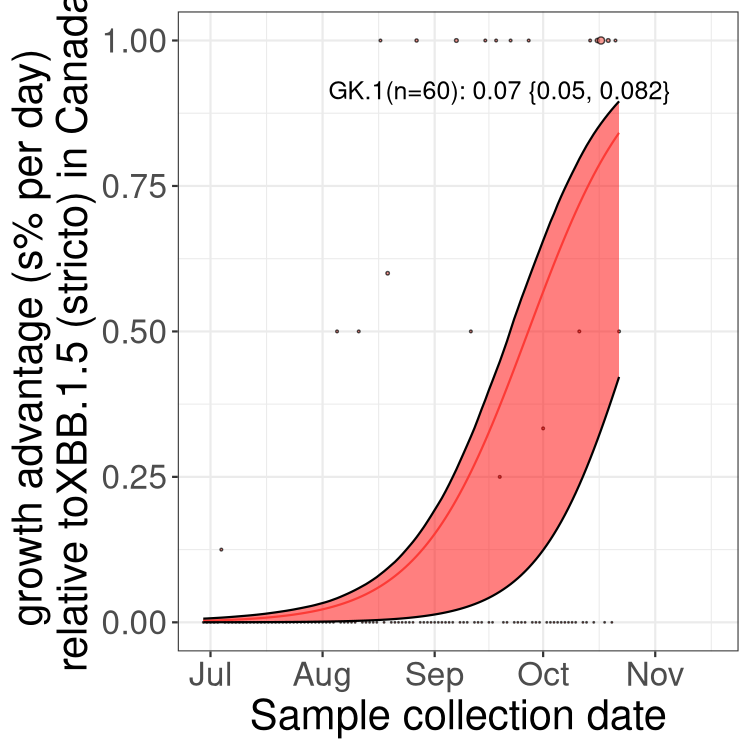 growth advantage (s% per day)
relative toXBB.1.5 (stricto) in Canada
1.00
0.75
0.50
0.25
0.00
GK.1(n=60): 0.07 {0.05, 0.082}
Jul Aug Sep Oct Nov
Sample collection date